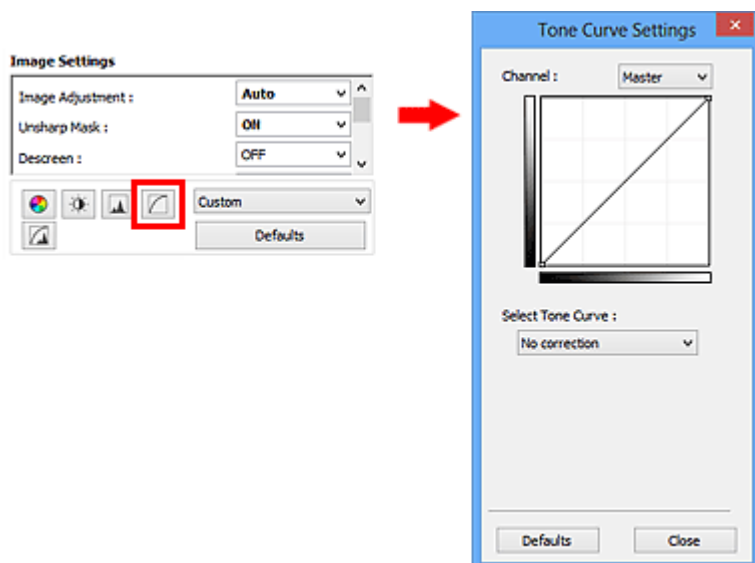 Image Settings
Image Adjustment :
Auto
Unsharp Mask :
ON
Descreen :
OFF
Custom
Defaults
Tone Curve Settings
Channel :
Master
Select Tone Curve :
No correction
Defaults
Close